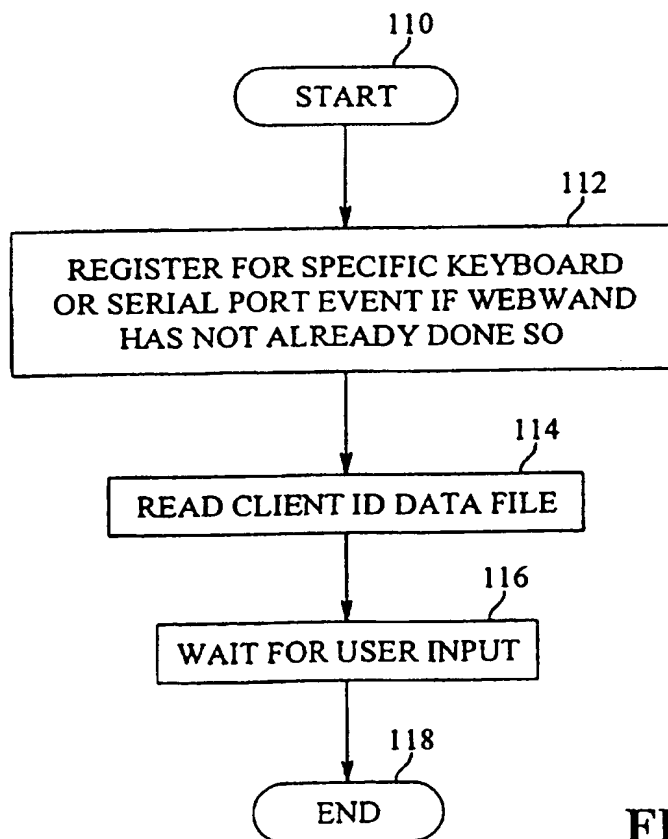 110
START
112
REGISTER FOR SPECIFIC KEYBOARD
OR SERIAL PORT EVENT IF WEBWAND
HAS NOT ALREADY DONE SO
114
READ CLIENT ID DATA FILE
116
WAIT FOR USER INPUT
118
END